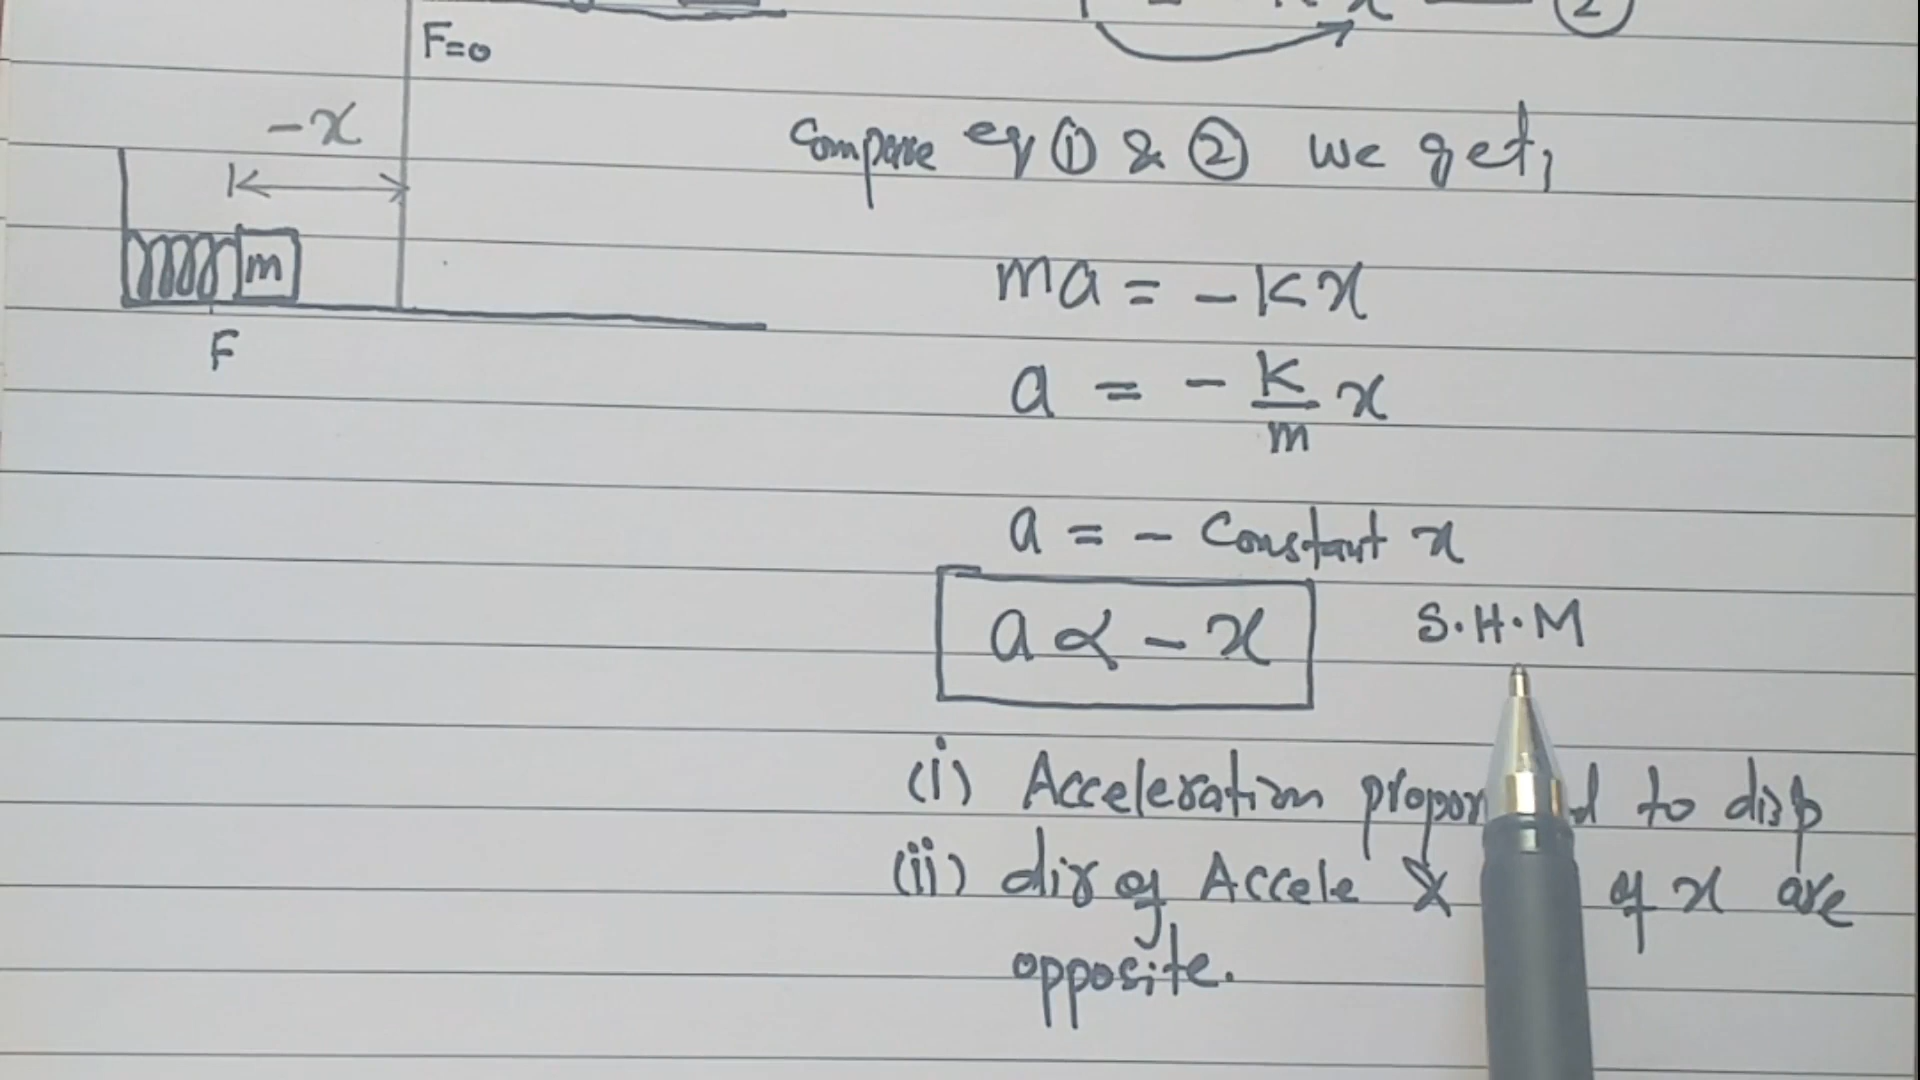 F=0
-x
m
F
②
Compare eq ① & ② we get,
ma = - Kx
a = - K/m x
a = - Constant x
a ∝ - x
S.H.M
(i) Acceleration to disp
(ii) dir of Accele & of x are
opposite.